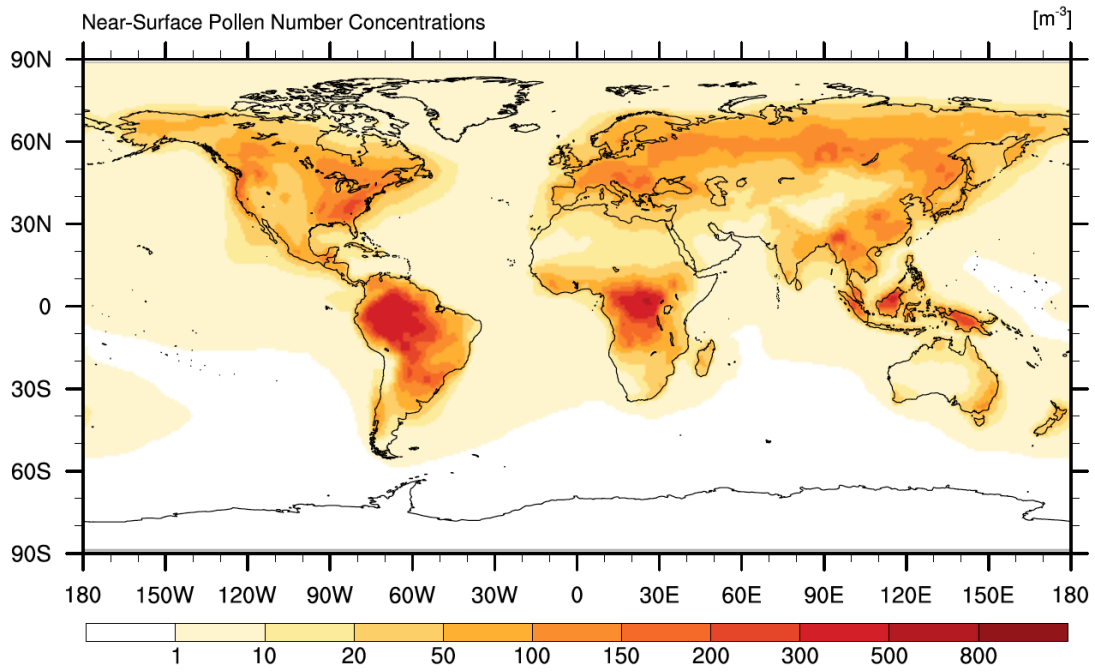 Near-Surface Pollen Number Concentrations [m-3]
90N
60N
30N
0
30S
60S
90S
180 150W 120W 90W 60W 30W 0 30E 60E 90E 120E 150E 180
1 10 20 50 100 150 200 300 500 800